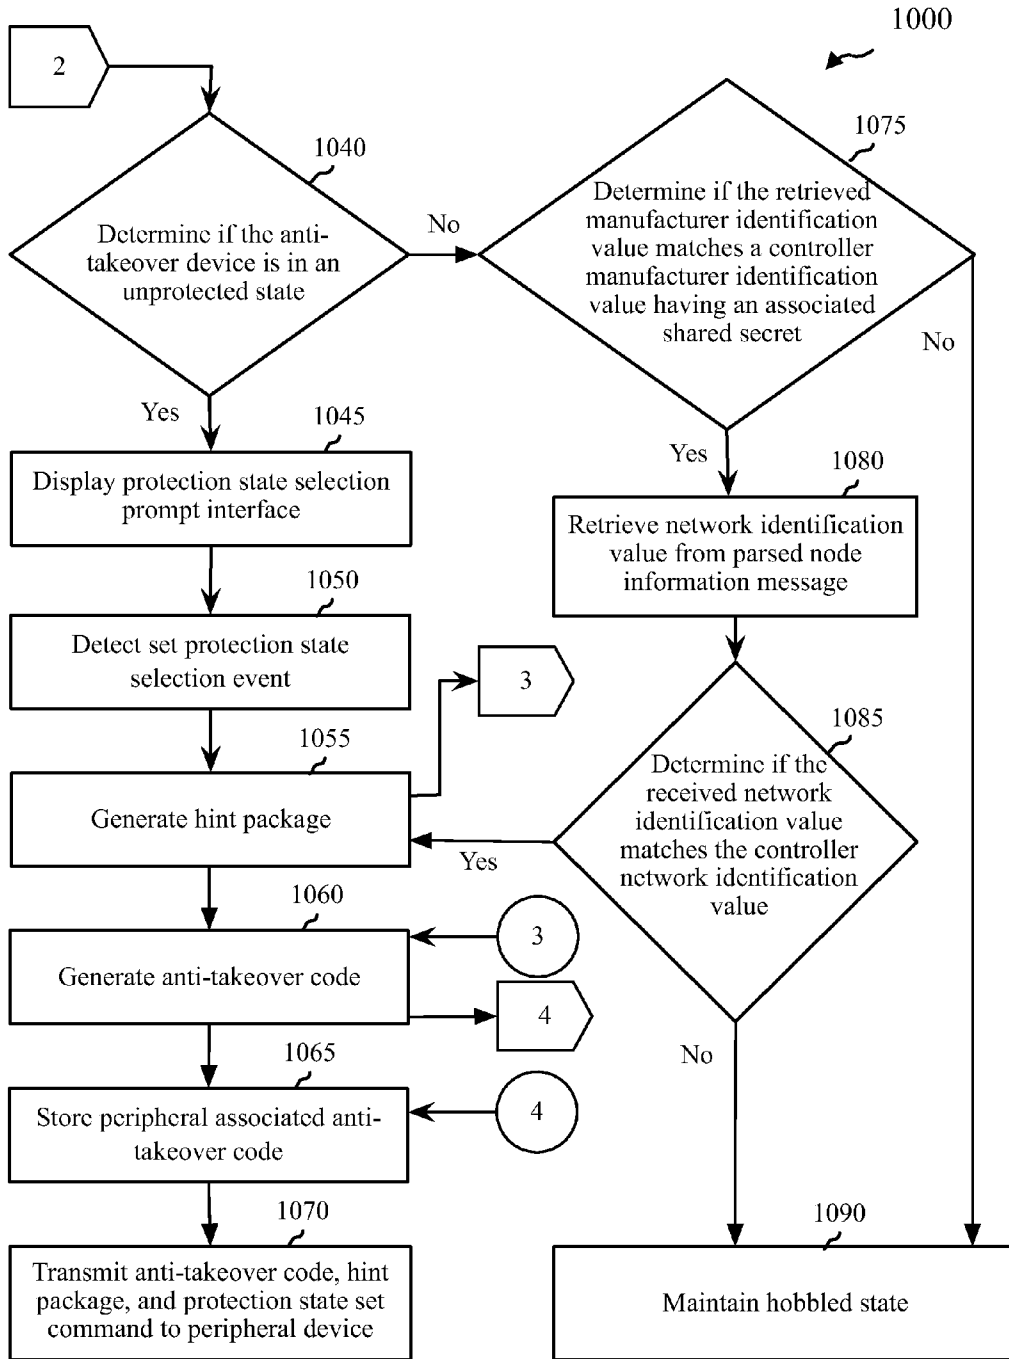 1000
2
1040
Determine if the anti-
takeover device is in an
unprotected state
No
Yes
1075
Determine if the retrieved
manufacturer identification
value matches a controller
manufacturer identification
value having an associated
shared secret
No
Yes
1045
Display protection state selection
prompt interface
1050
Detect set protection state
selection event
1055
Generate hint package
3
1060
Generate anti-takeover code
3
4
1065
Store peripheral associated anti-
takeover code
4
1070
Transmit anti-takeover code, hint
package, and protection state set
command to peripheral device
1080
Retrieve network identification
value from parsed node
information message
1085
Determine if the
received network
identification value
matches the controller
network identification
value
Yes
No
1090
Maintain hobbled state